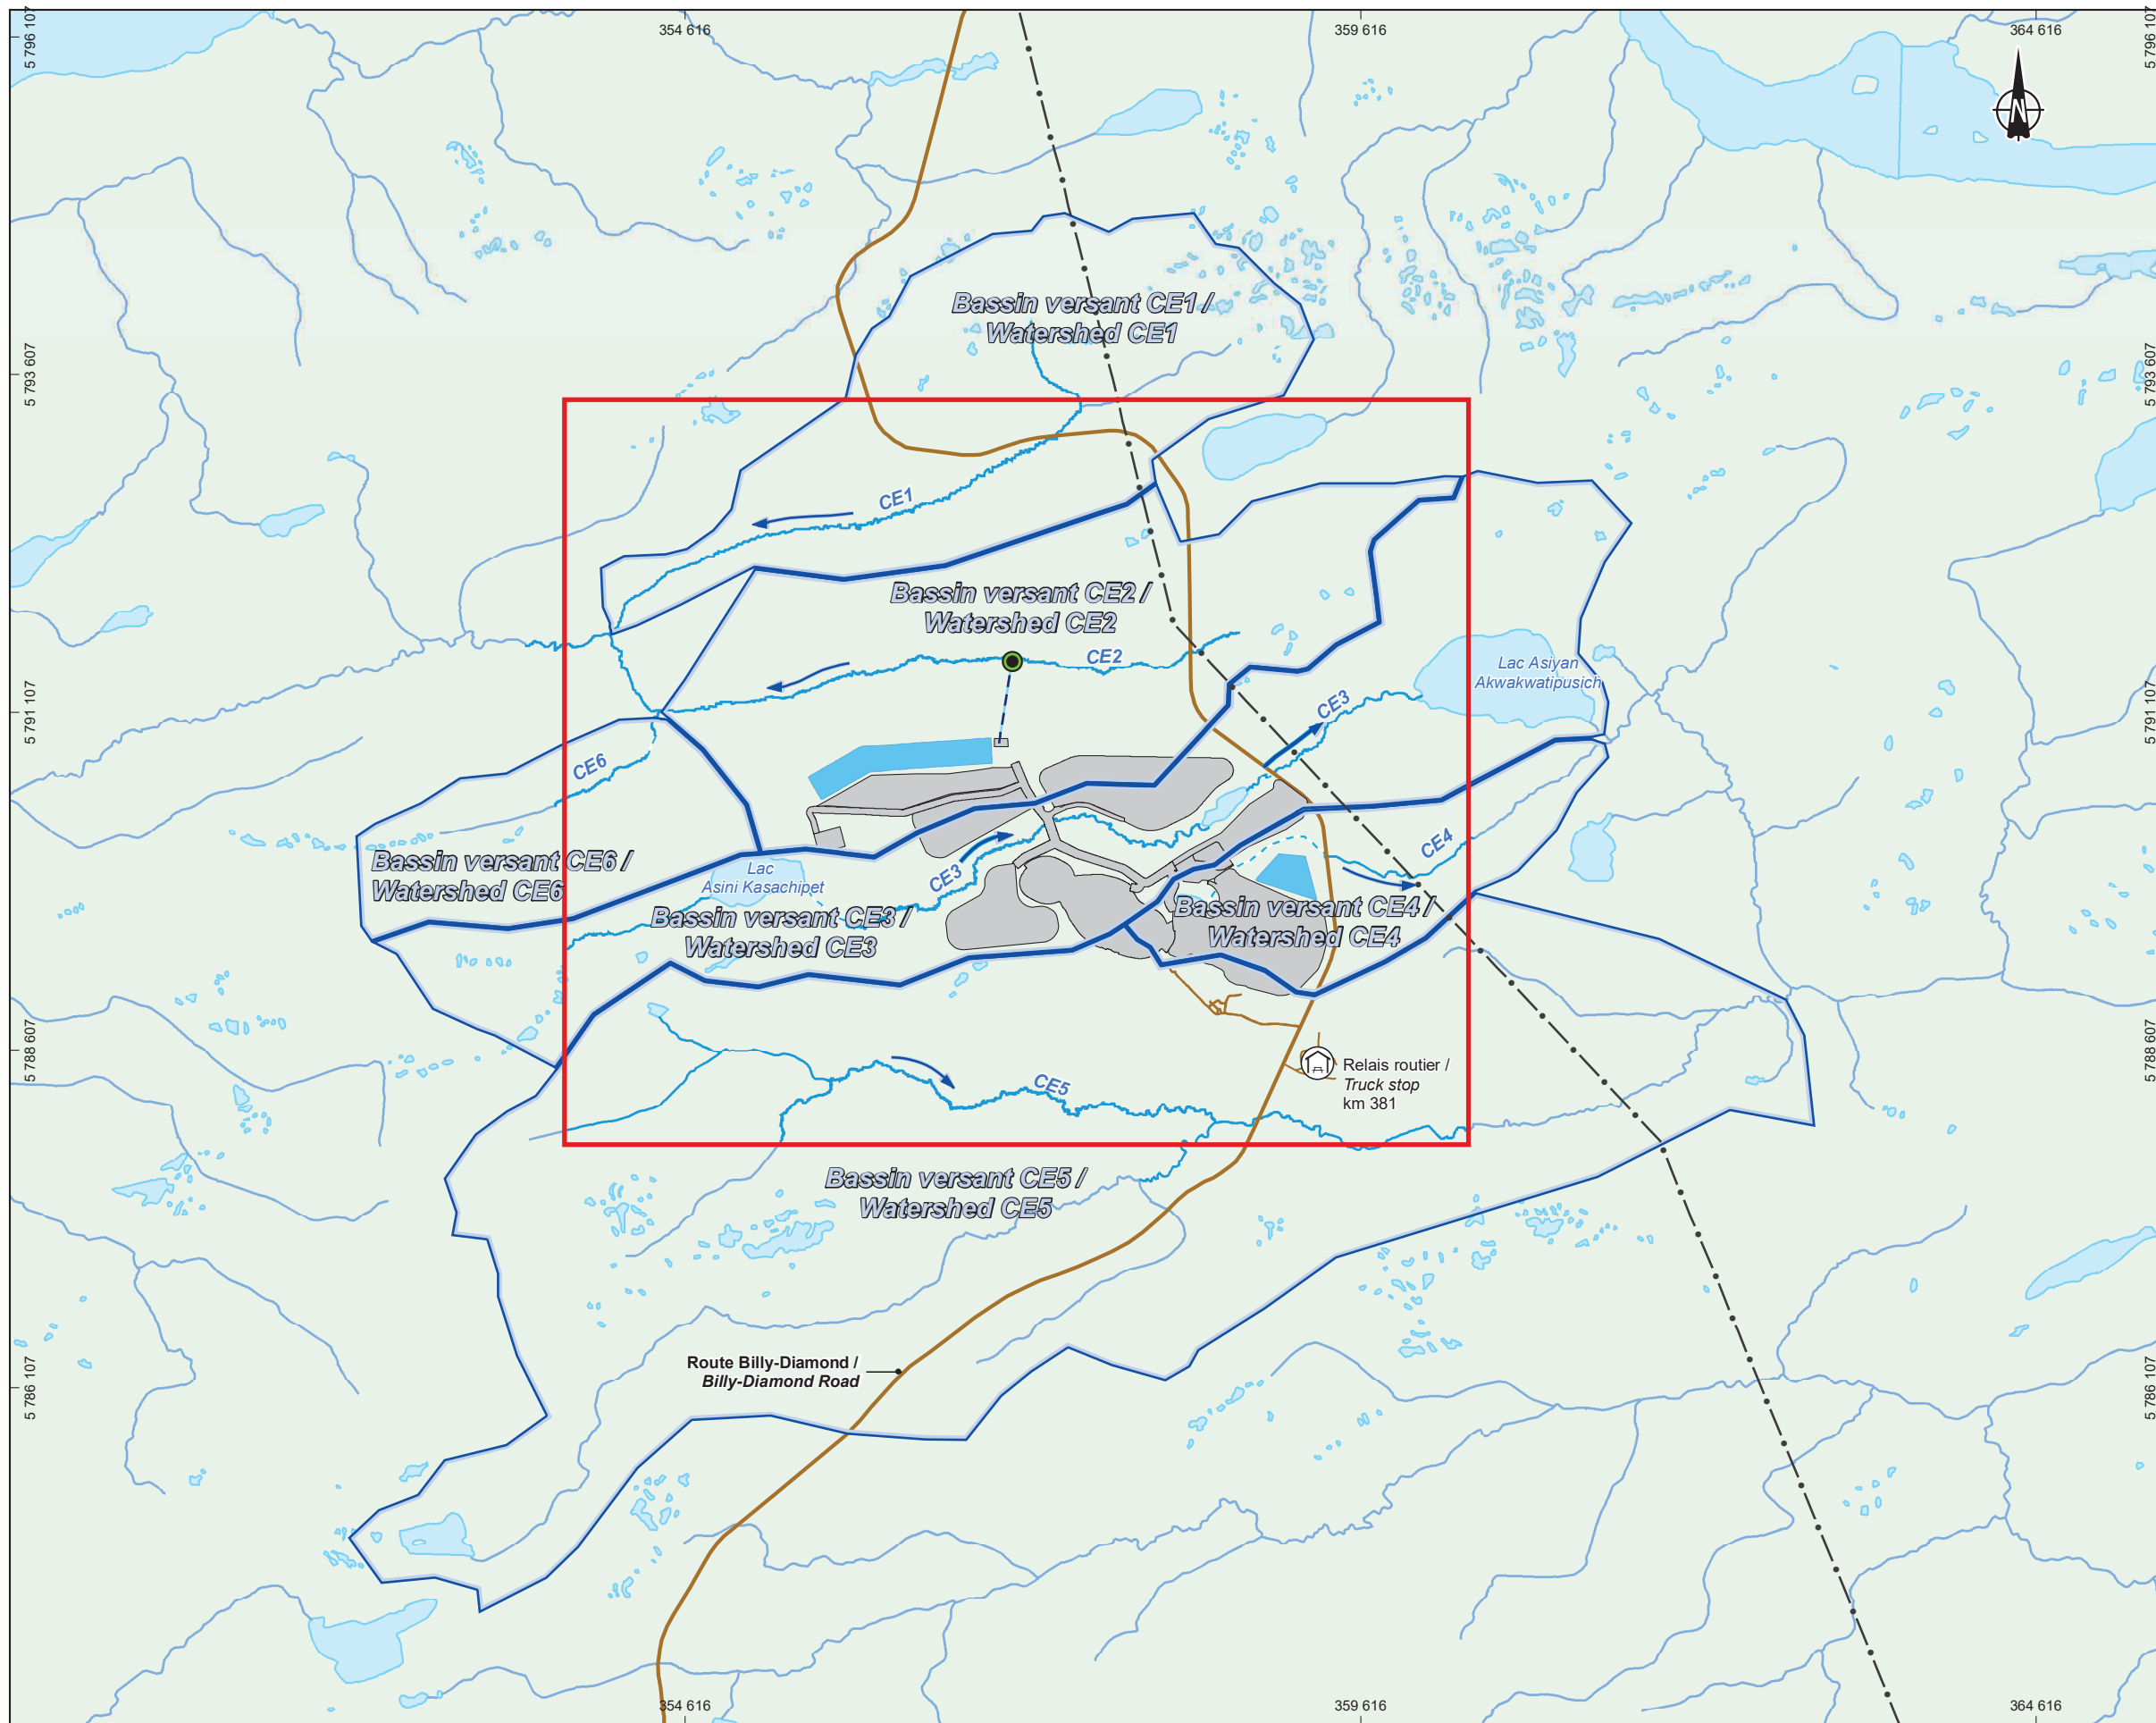 354 616
359 616
364 616
5 796 107
5 796 107
N
Bassin versant CE1 /
Watershed CE1
5 793 607
5 793 607
CE1
Bassin versant CE2 /
Watershed CE2
CE2
Lac Asiyan
Akwakwatipusich
CE3
5 791 107
5 791 107
CE6
CE4
Bassin versant CE6 /
Watershed CE6
Lac
Asini Kasachipet
CE3
Bassin versant CE3 /
Watershed CE3
Bassin versant CE4 /
Watershed CE4
5 788 607
5 788 607
Relais routier /
Truck stop
km 381
CE5
Bassin versant CE5 /
Watershed CE5
Route Billy-Diamond /
Billy-Diamond Road
5 786 107
5 786 107
354 616
359 616
364 616